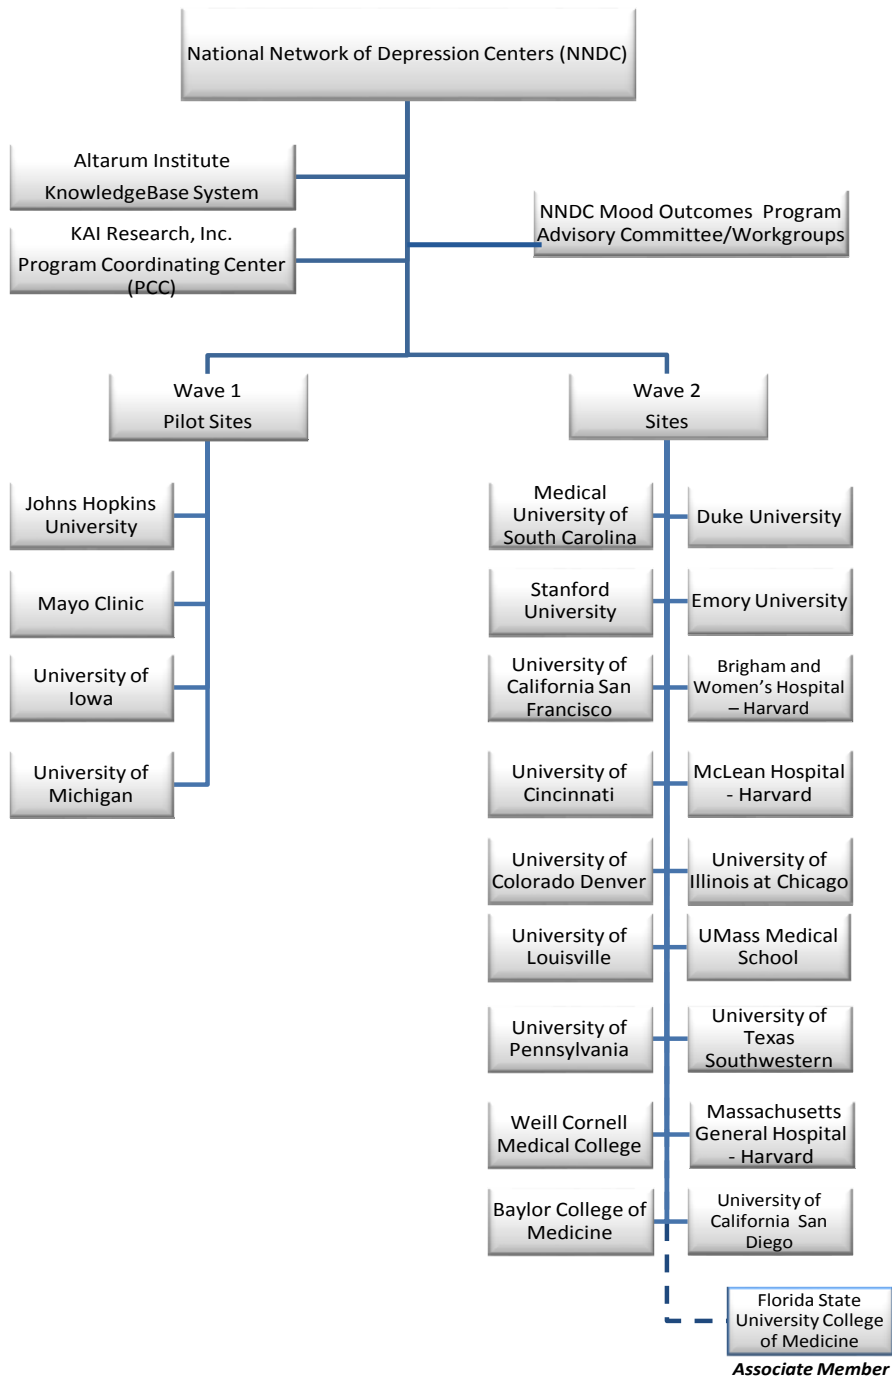 National Network of Depression Centers (NNDC)
Altarum Institute
KnowledgeBase System
NNDC Mood Outcomes Program
Advisory Committee/Workgroups
KAI Research, Inc.
Program Coordinating Center
(PCC)
Wave 1
Pilot Sites
Wave 2
Sites
Johns Hopkins
University
Mayo Clinic
University of
Iowa
University of
Michigan
Medical
University of
South Carolina
Duke University
Stanford
University
Emory University
University of
California San
Francisco
Brigham and
Women's Hospital
– Harvard
University of
Cincinnati
McLean Hospital
- Harvard
University of
Colorado Denver
University of
Illinois at Chicago
University of
Louisville
UMass Medical
School
University of
Pennsylvania
University of
Texas
Southwestern
Weill Cornell
Medical College
Massachusetts
General Hospital
- Harvard
Baylor College of
Medicine
University of
California San
Diego
Florida State
University College
of Medicine
Associate Member